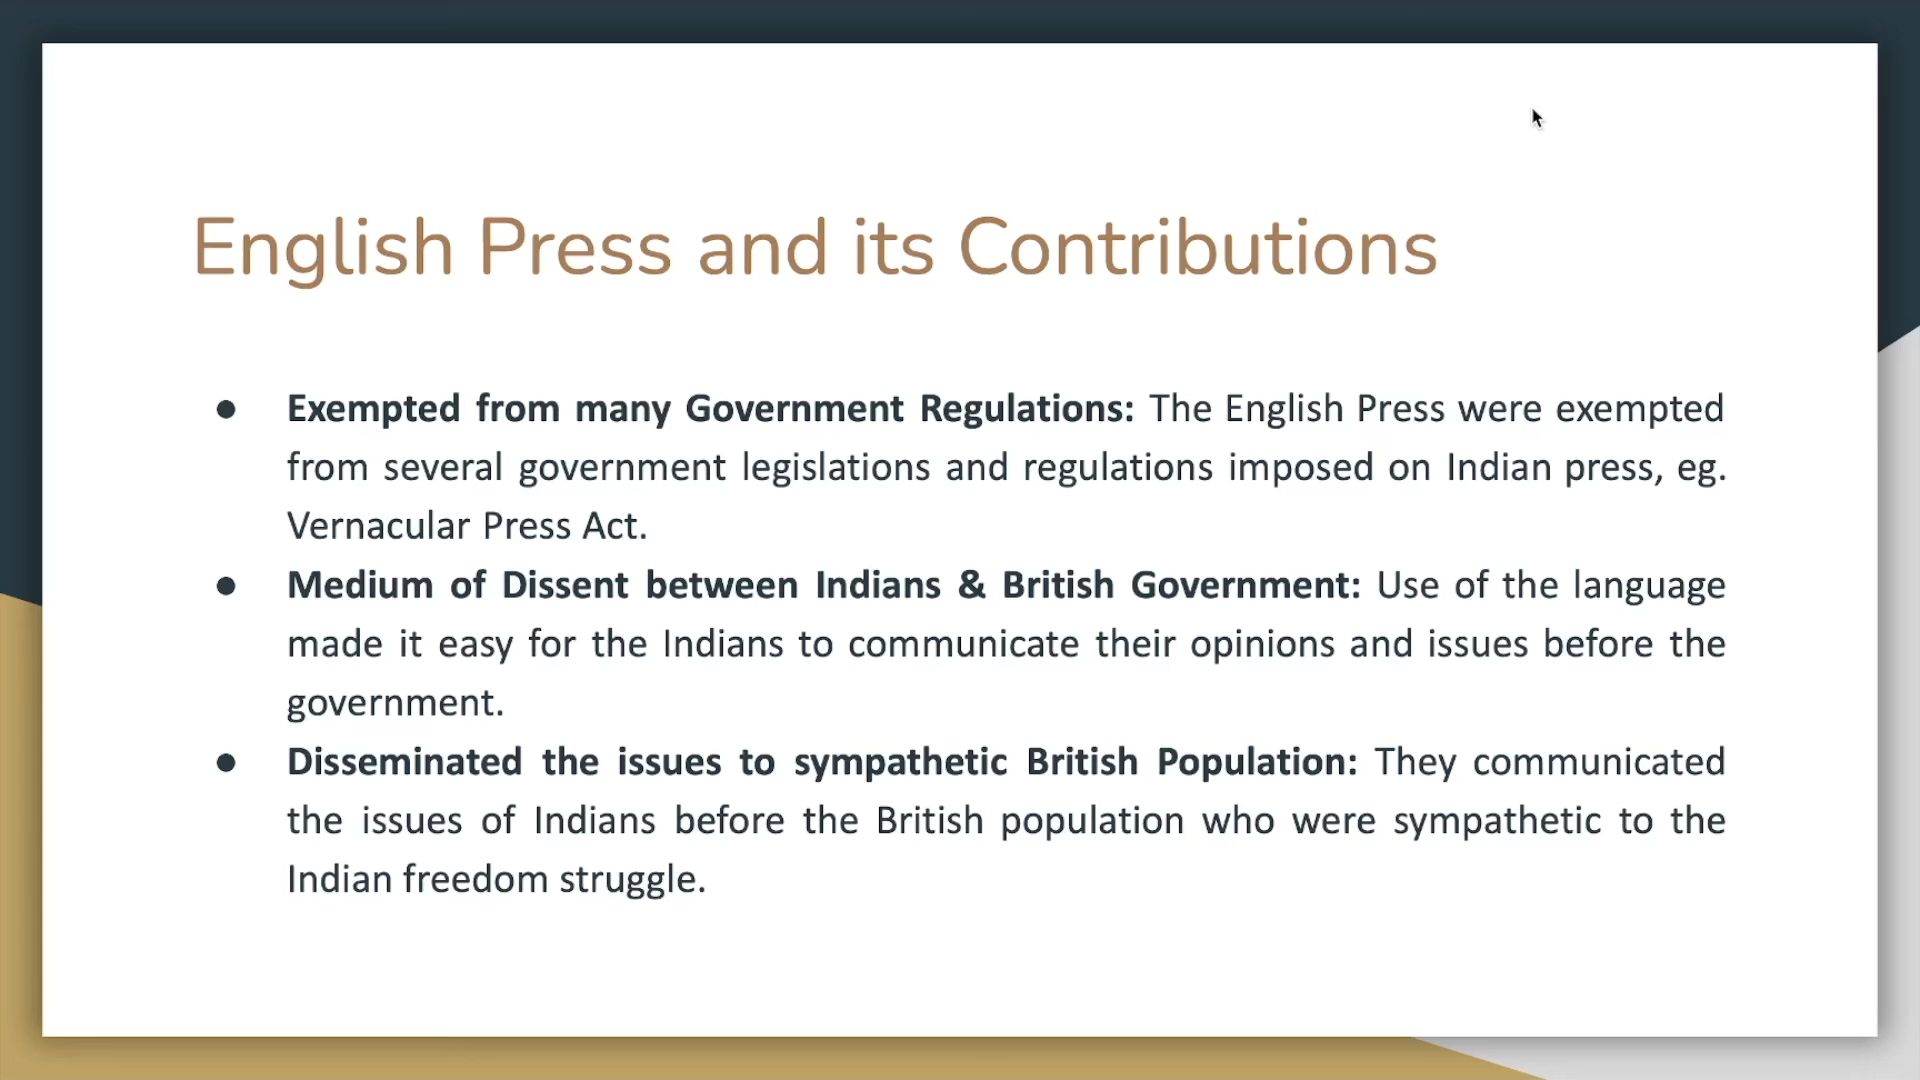 English Press and its Contributions
● Exempted from many Government Regulations: The English Press were exempted
from several government legislations and regulations imposed on Indian press, eg.
Vernacular Press Act.
● Medium of Dissent between Indians & British Government: Use of the language
made it easy for the Indians to communicate their opinions and issues before the
government.
● Disseminated the issues to sympathetic British Population: They communicated
the issues of Indians before the British population who were sympathetic to the
Indian freedom struggle.